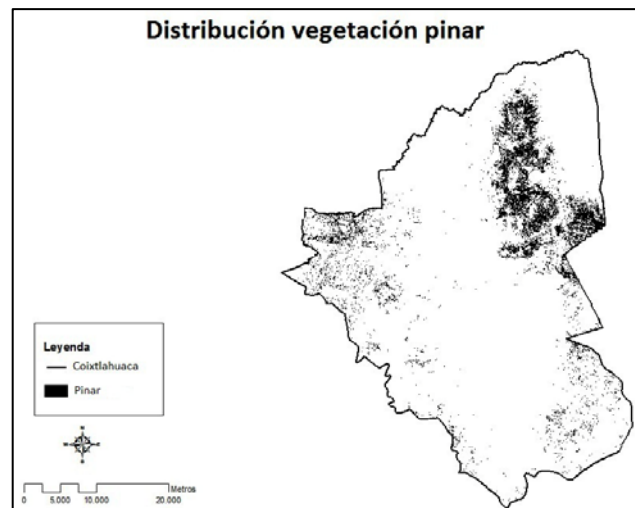 Distribución vegetación pinar
Leyenda
Coixtlahuaca
Pinar
N
W E
S
Metros
0 5.000 10.000 20.000